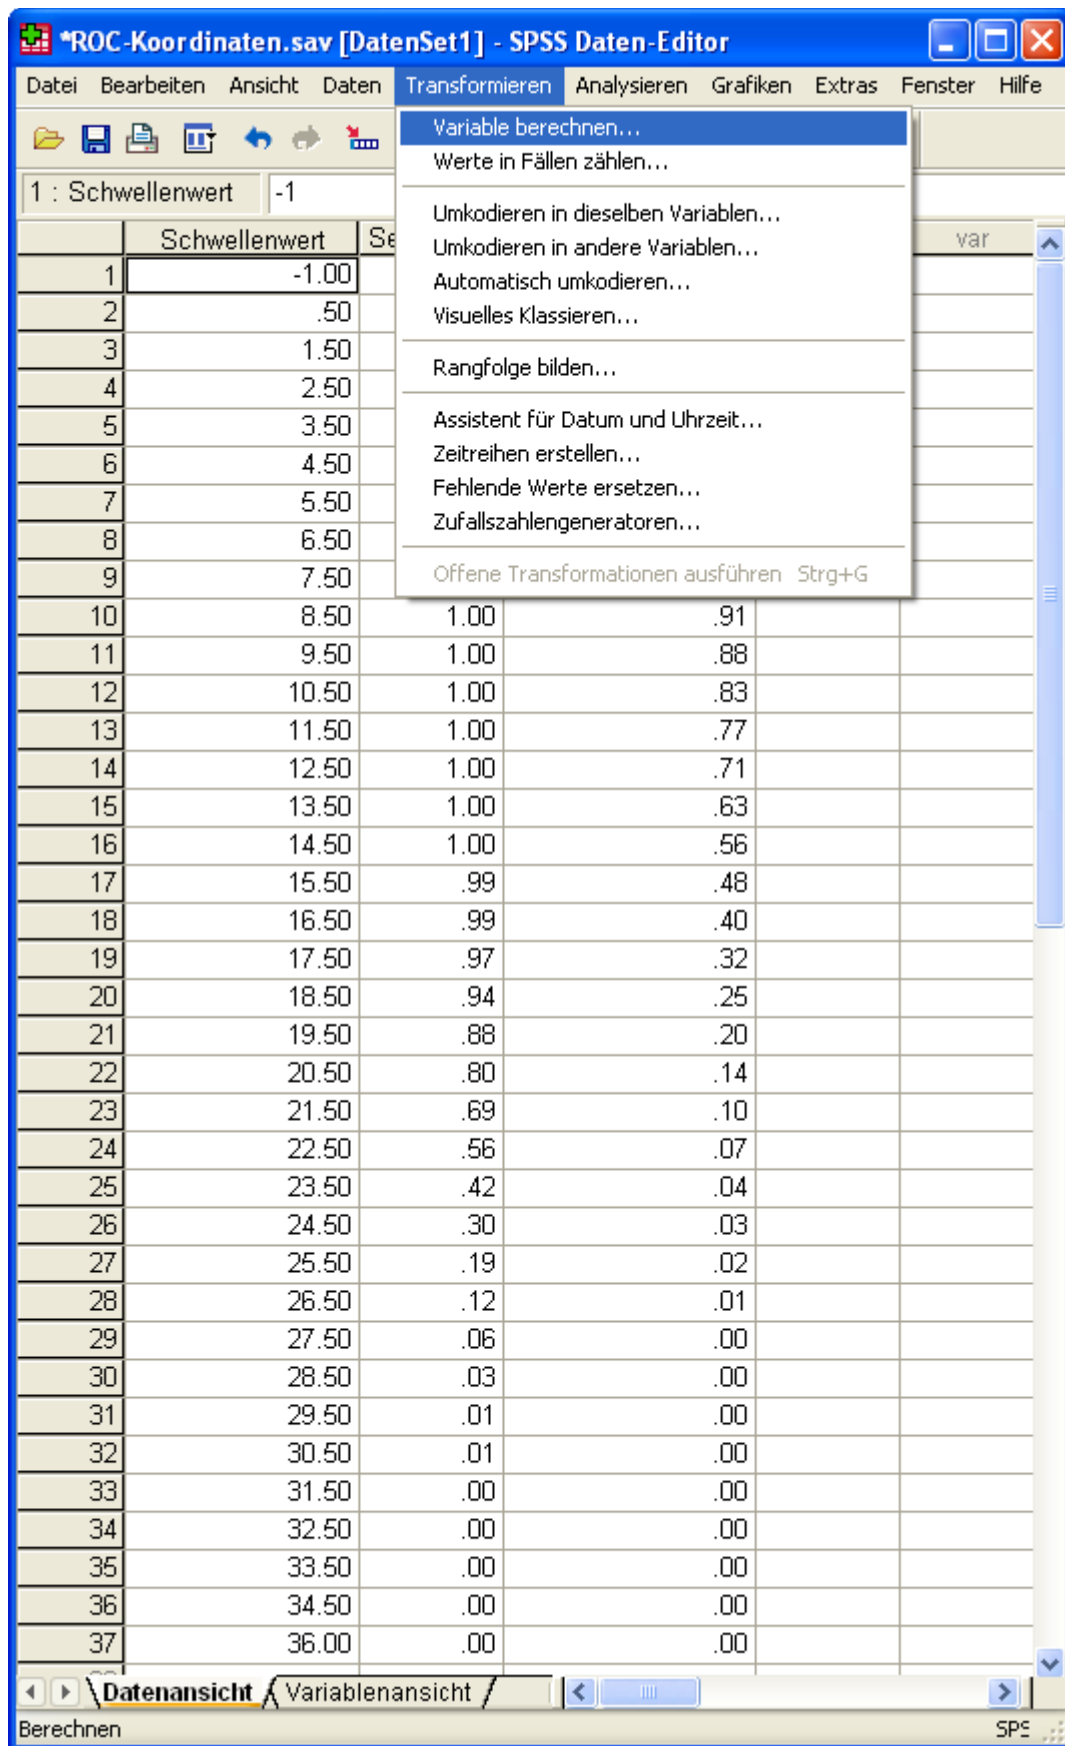 *ROC-Koordinaten.sav [DatenSet1] - SPSS Daten-Editor
Datei Bearbeiten Ansicht Daten Transformieren Analysieren Grafiken Extras Fenster Hilfe
Variable berechnen...
Werte in Fällen zählen...
Umkodieren in dieselben Variablen...
Umkodieren in andere Variablen...
Automatisch umkodieren...
Visuelles Klassieren...
Rangfolge bilden...
Assistent für Datum und Uhrzeit...
Zeitreihen erstellen...
Fehlende Werte ersetzen...
Zufallszahlengeneratoren...
Offene Transformationen ausführen Strg+G
1 : Schwellenwert -1
Schwellenwert Se var
1 -1.00
2 .50
3 1.50
4 2.50
5 3.50
6 4.50
7 5.50
8 6.50
9 7.50
10 8.50 1.00 .91
11 9.50 1.00 .88
12 10.50 1.00 .83
13 11.50 1.00 .77
14 12.50 1.00 .71
15 13.50 1.00 .63
16 14.50 1.00 .56
17 15.50 .99 .48
18 16.50 .99 .40
19 17.50 .97 .32
20 18.50 .94 .25
21 19.50 .88 .20
22 20.50 .80 .14
23 21.50 .69 .10
24 22.50 .56 .07
25 23.50 .42 .04
26 24.50 .30 .03
27 25.50 .19 .02
28 26.50 .12 .01
29 27.50 .06 .00
30 28.50 .03 .00
31 29.50 .01 .00
32 30.50 .01 .00
33 31.50 .00 .00
34 32.50 .00 .00
35 33.50 .00 .00
36 34.50 .00 .00
37 36.00 .00 .00
Datenansicht Variablenansicht
Berechnen SPS